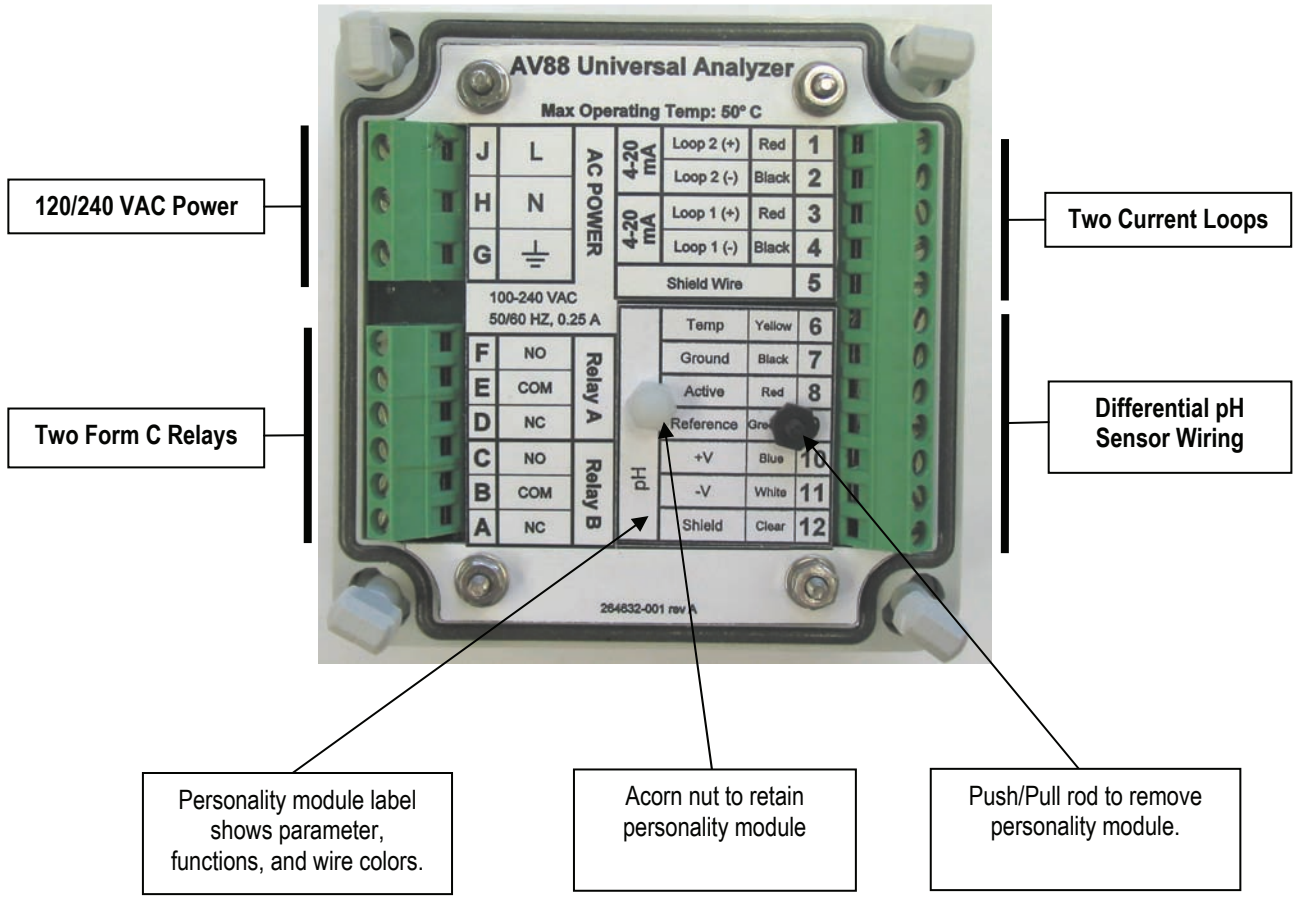 AV88 Universal Analyzer
Max Operating Temp: 50° C
J L
H N
G
AC POWER
100-240 VAC
50/60 HZ, 0.25 A
F NO
E COM
D NC
Relay A
C NO
B COM
A NC
Relay B
4-20 mA
Loop 2 (+) Red 1
Loop 2 (-) Black 2
4-20 mA
Loop 1 (+) Red 3
Loop 1 (-) Black 4
Shield Wire 5
pH
Temp Yellow 6
Ground Black 7
Active Red 8
Reference
+V Blue 10
-V White 11
Shield Clear 12
264632-001 rev A
120/240 VAC Power
Two Form C Relays
Two Current Loops
Differential pH
Sensor Wiring
Personality module label
shows parameter,
functions, and wire colors.
Acorn nut to retain
personality module
Push/Pull rod to remove
personality module.